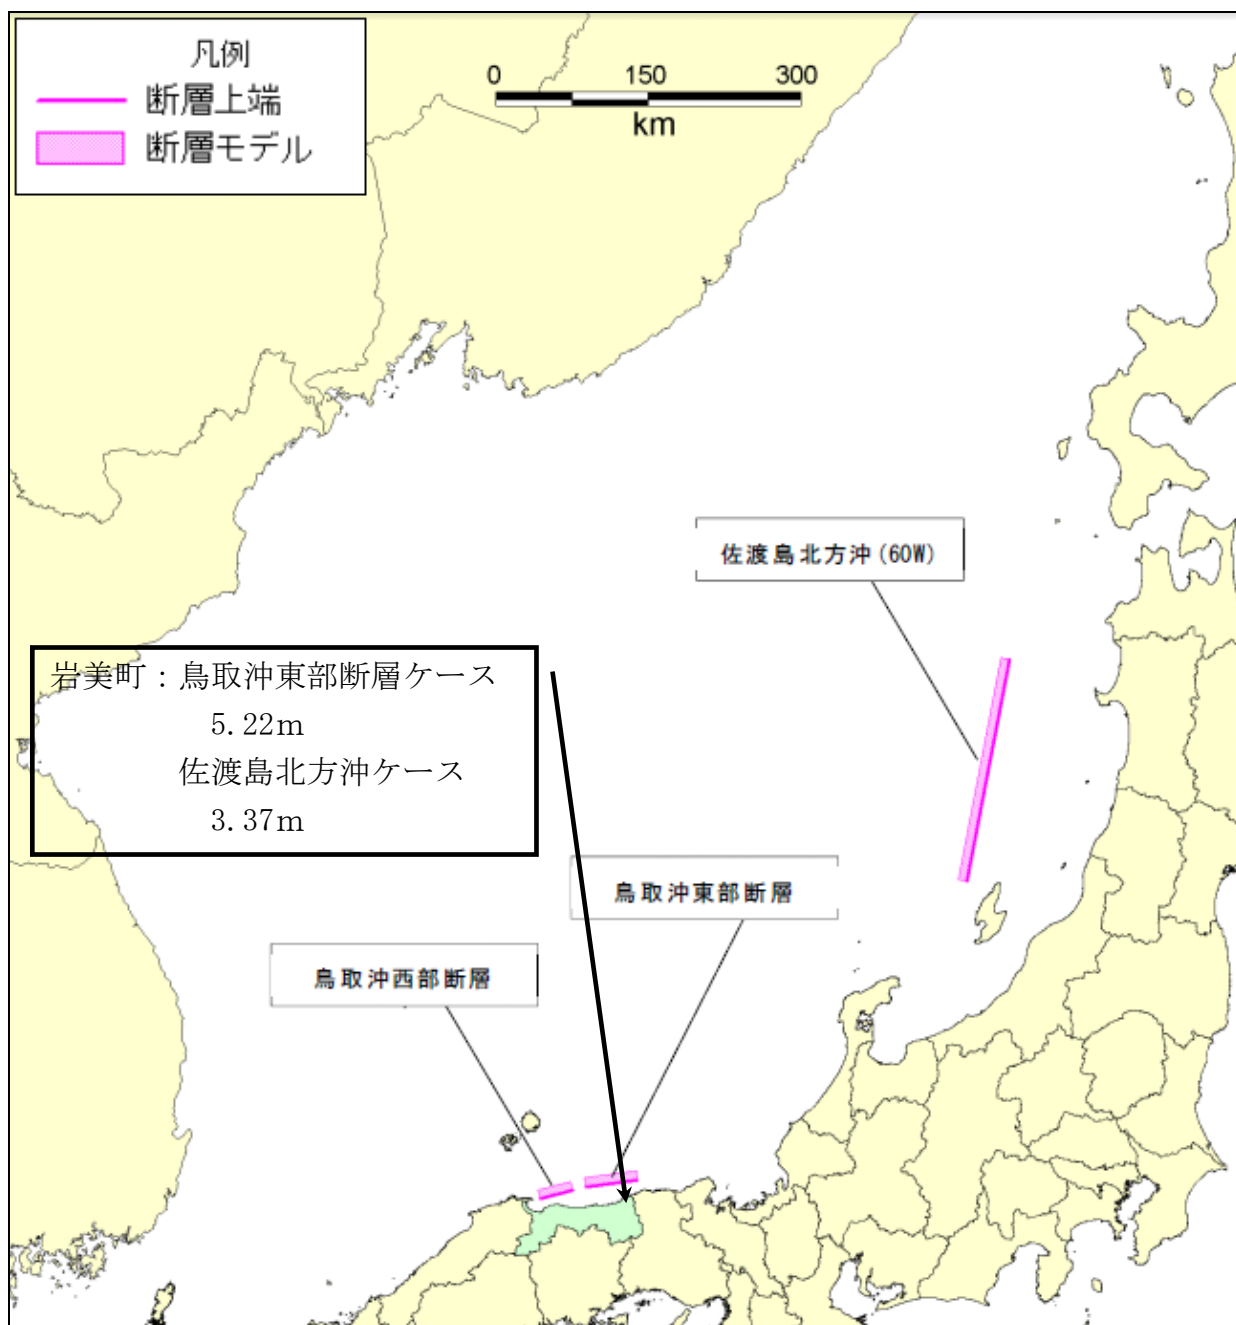 凡例
断層上端
断層モデル
0 150 300
km
佐渡島北方沖(60W)
岩美町：鳥取沖東部断層ケース
5.22m
佐渡島北方沖ケース
3.37m
鳥取沖東部断層
鳥取沖西部断層